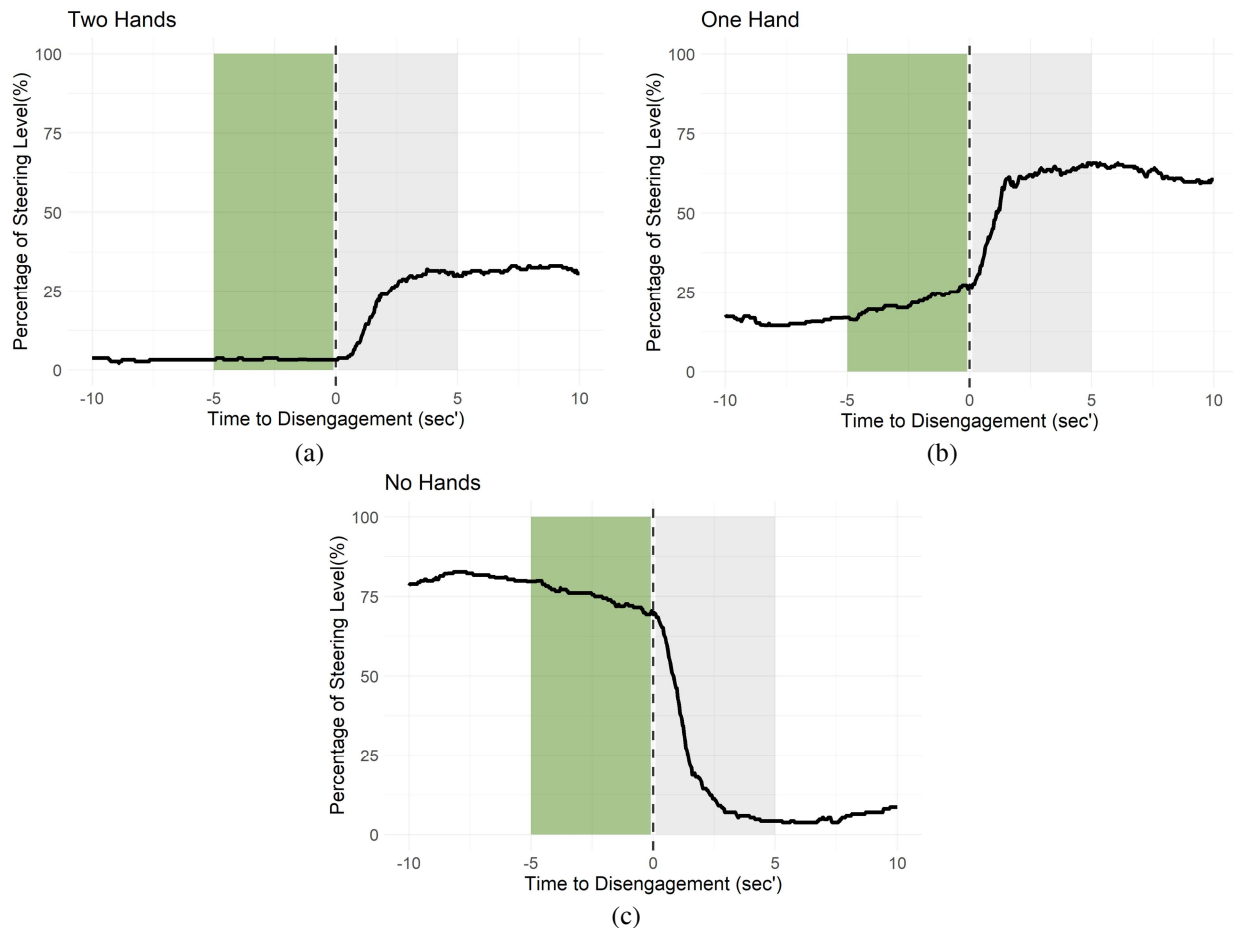 Two Hands
Percentage of Steering Level(%)
100
75
50
25
0
-10 -5 0 5 10
Time to Disengagement (sec')
(a)
One Hand
Percentage of Steering Level(%)
100
75
50
25
0
-10 -5 0 5 10
Time to Disengagement (sec')
(b)
No Hands
Percentage of Steering Level(%)
100
75
50
25
0
-10 -5 0 5 10
Time to Disengagement (sec')
(c)